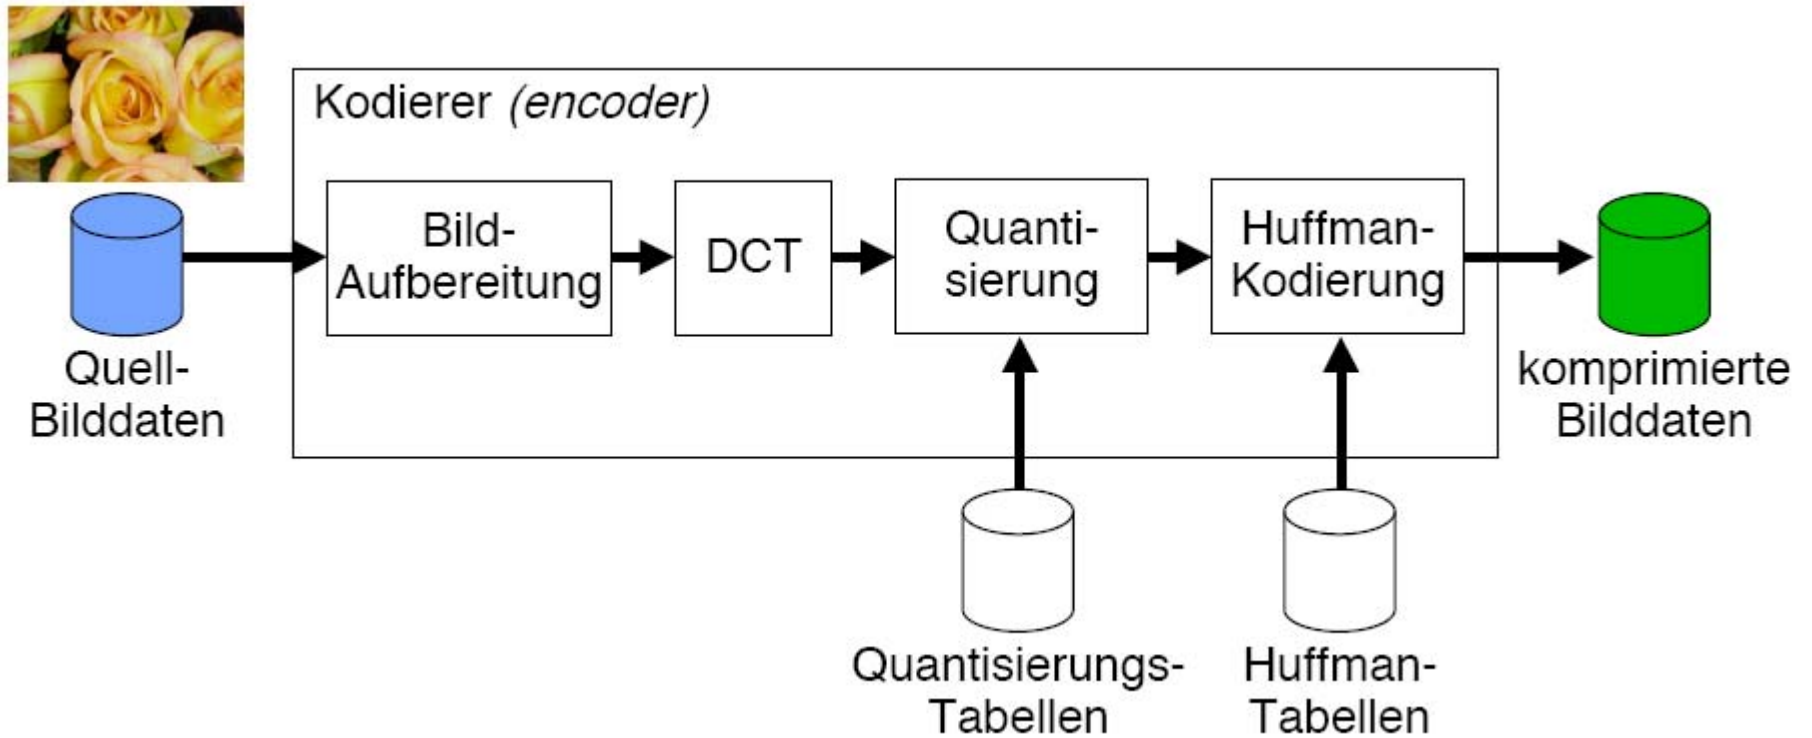 Kodierer (encoder)
Bild-
Aufbereitung
DCT
Quanti-
sierung
Huffman-
Kodierung
Quell-
Bilddaten
komprimierte
Bilddaten
Quantisierungs-
Tabellen
Huffman-
Tabellen